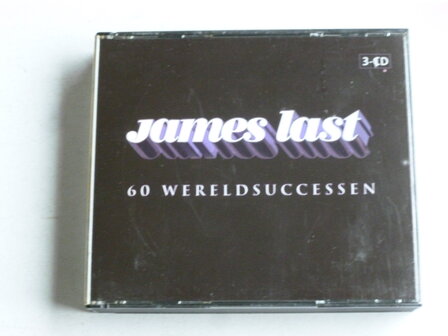 3-CD
James last
60 WERELDSUCCESSEN